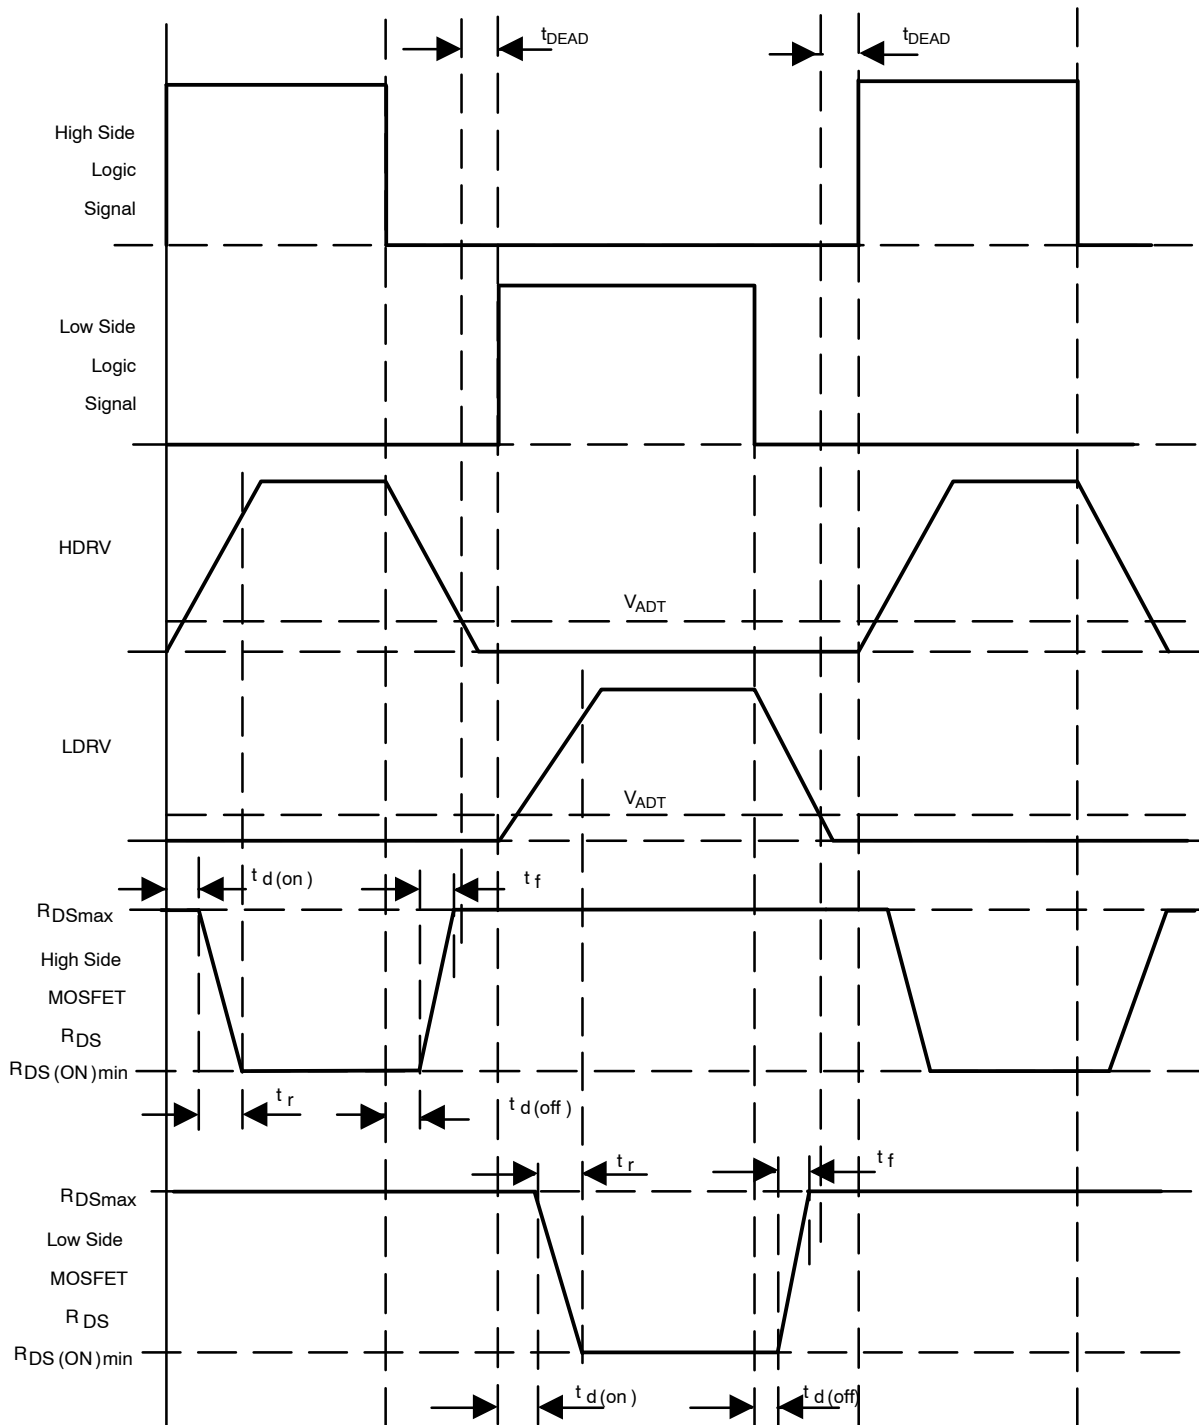 tDEAD
tDEAD
High Side
Logic
Signal
Low Side
Logic
Signal
HDRV
VADT
LDRV
VADT
t d(on)
t f
RDSmax
High Side
MOSFET
RDS
RDS(ON)min
t r
t d(off)
t r
t f
RDSmax
Low Side
MOSFET
RDS
RDS(ON)min
t d(on)
t d(off)